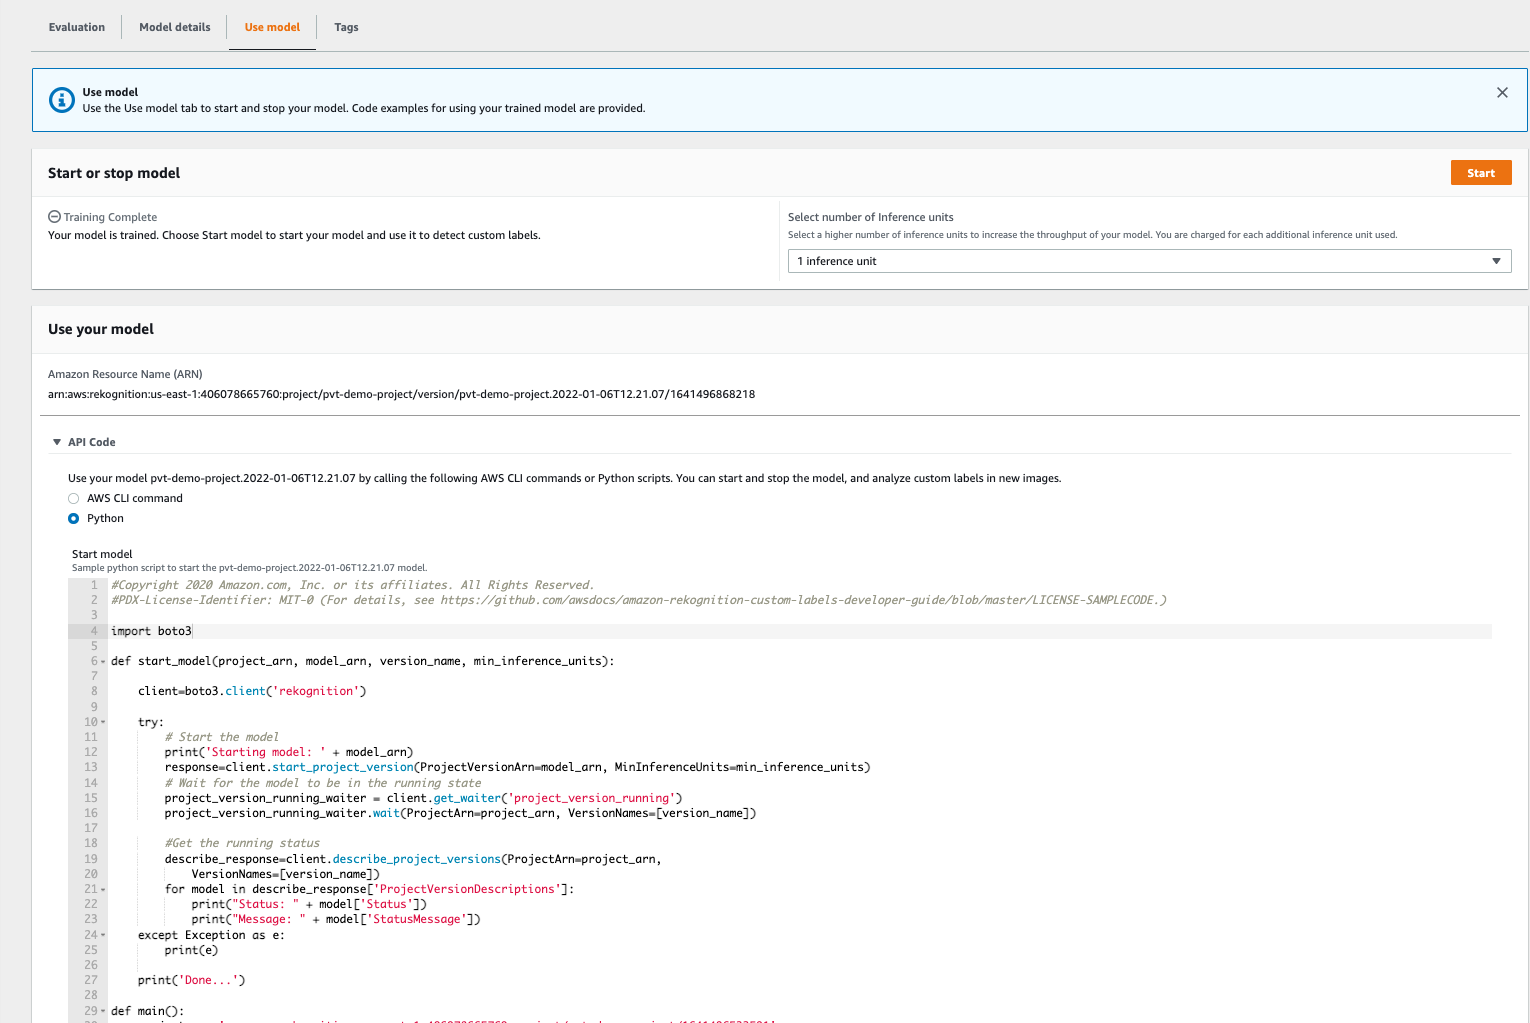 Evaluation
Model details
Use model
Tags
Use model
Use the Use model tab to start and stop your model. Code examples for using your trained model are provided.
Start or stop model
Start
Training Complete
Your model is trained. Choose Start model to start your model and use it to detect custom labels.
Select number of Inference units
Select a higher number of inference units to increase the throughput of your model. You are charged for each additional inference unit used.
1 inference unit
Use your model
Amazon Resource Name (ARN)
arn:aws:rekognition:us-east-1:406078665760:project/pvt-demo-project/version/pvt-demo-project.2022-01-06T12.21.07/1641496868218
API Code
Use your model pvt-demo-project.2022-01-06T12.21.07 by calling the following AWS CLI commands or Python scripts. You can start and stop the model, and analyze custom labels in new images.
AWS CLI command
Python
Start model
Sample python script to start the pvt-demo-project.2022-01-06T12.21.07 model.
1 #Copyright 2020 Amazon.com, Inc. or its affiliates. All Rights Reserved.
2 #PDX-License-Identifier: MIT-0 (For details, see https://github.com/awsdocs/amazon-rekognition-custom-labels-developer-guide/blob/master/LICENSE-SAMPLECODE.)
3
4 import boto3
5
6 def start_model(project_arn, model_arn, version_name, min_inference_units):
7
8 client=boto3.client('rekognition')
9
10 try:
11 # Start the model
12 print('Starting model: ' + model_arn)
13 response=client.start_project_version(ProjectVersionArn=model_arn, MinInferenceUnits=min_inference_units)
14 # Wait for the model to be in the running state
15 project_version_running_waiter = client.get_waiter('project_version_running')
16 project_version_running_waiter.wait(ProjectArn=project_arn, VersionNames=[version_name])
17
18 #Get the running status
19 describe_response=client.describe_project_versions(ProjectArn=project_arn,
20 VersionNames=[version_name])
21 for model in describe_response['ProjectVersionDescriptions']:
22 print("Status: " + model['Status'])
23 print("Message: " + model['StatusMessage'])
24 except Exception as e:
25 print(e)
26
27 print('Done...')
28
29 def main():